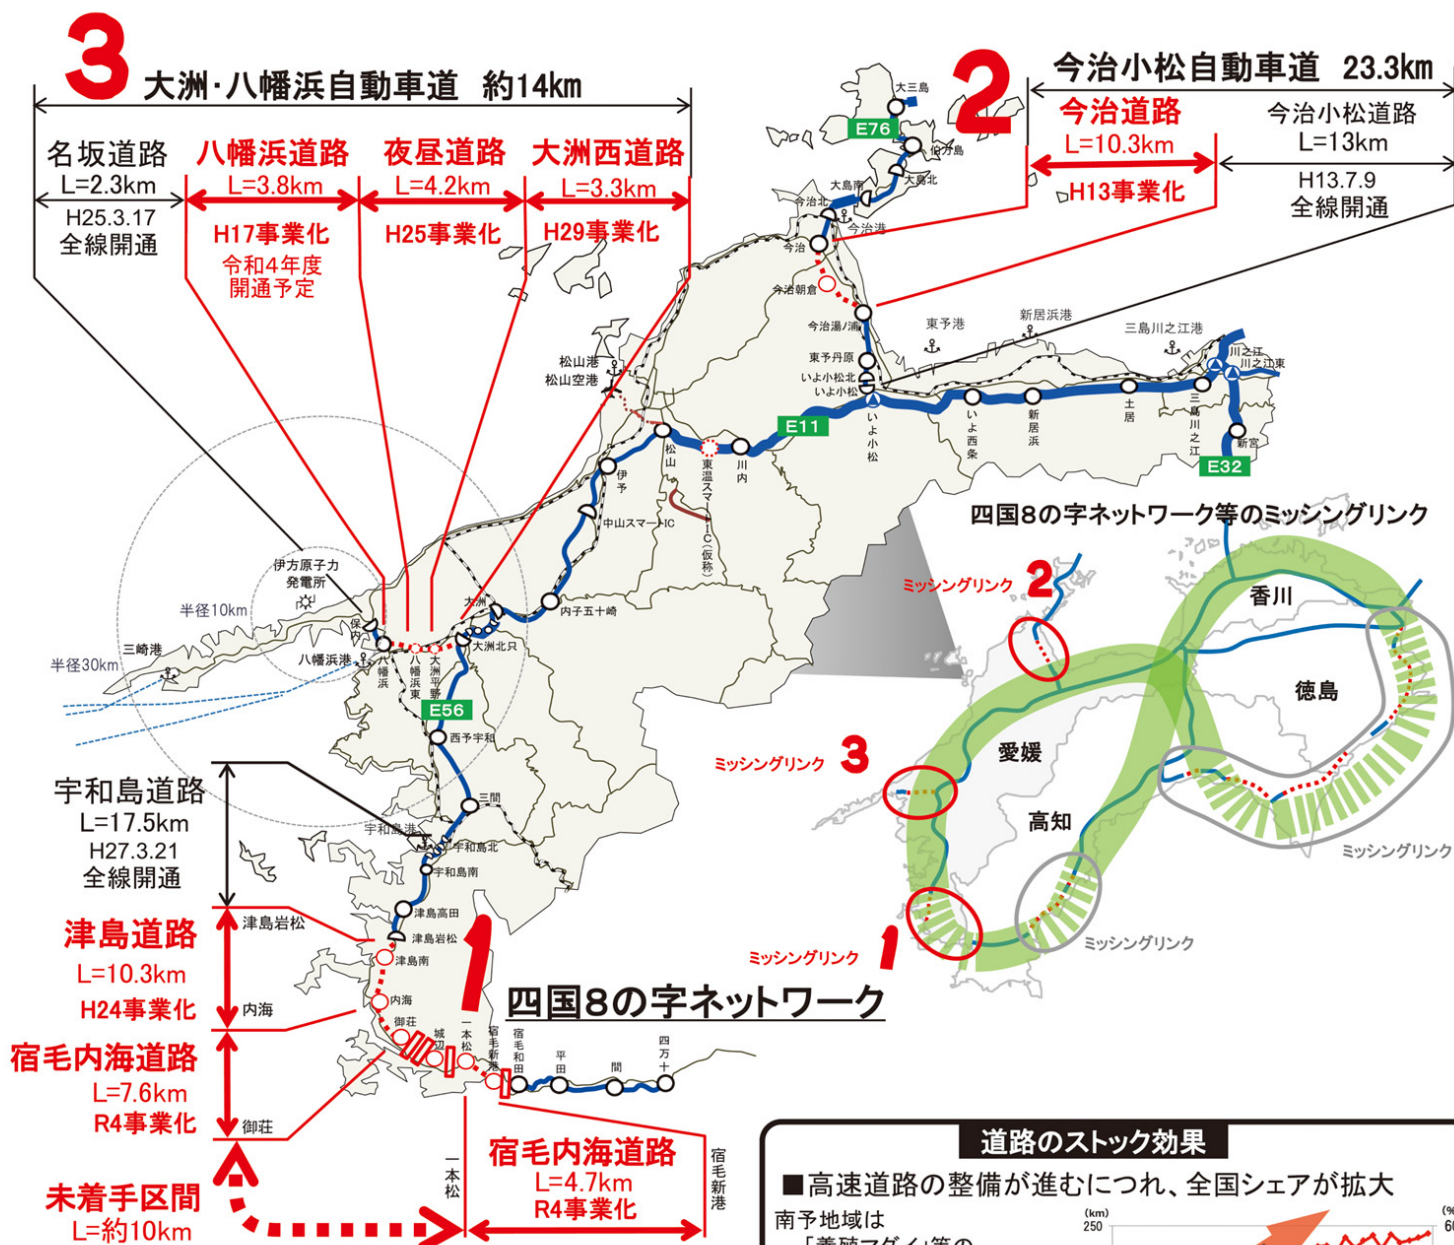 3
大洲・八幡浜自動車道 約14km
名坂道路
L=2.3km
H25.3.17
全線開通
八幡浜道路
L=3.8km
H17事業化
令和4年度
開通予定
夜昼道路
L=4.2km
H25事業化
大洲西道路
L=3.3km
H29事業化
2
今治小松自動車道 23.3km
今治道路
L=10.3km
H13事業化
今治小松道路
L=13km
H13.7.9
全線開通
大三島
E76
伯方島
大島北
大島南
今治北
今治港
今治
今治朝倉
今治湯ノ浦
東予丹原
いよ小松北
いよ小松
いよ小松
東予港
新居浜港
三島川之江港
川之江
川之江東
いよ西条
新居浜
土居
三島川之江
新宮
E32
E11
松山港
松山空港
松山
東温スマートIC(仮称)
川内
伊予
中山スマートIC
内子五十崎
大洲
大洲北只
伊方原子力
発電所
半径10km
半径30km
三崎港
保内
八幡浜港
八幡浜
八幡浜東
大洲平野
E56
西予宇和
三間
宇和島港
宇和島北
宇和島南
津島高田
津島岩松
津島南
内海
御荘
城辺
一本松
宿毛新港
宿毛和田
平田
間
四万十
宇和島道路
L=17.5km
H27.3.21
全線開通
津島岩松
津島道路
L=10.3km
H24事業化
内海
宿毛内海道路
L=7.6km
R4事業化
御荘
未着手区間
L=約10km
一本松
宿毛内海道路
L=4.7km
R4事業化
宿毛新港
1
四国8の字ネットワーク
四国8の字ネットワーク等のミッシングリンク
ミッシングリンク 2
ミッシングリンク 3
ミッシングリンク 1
ミッシングリンク
ミッシングリンク
香川
徳島
愛媛
高知
道路のストック効果
■高速道路の整備が進むにつれ、全国シェアが拡大
南予地域は
「養殖マダイ」等の
(km)
250
(%
60